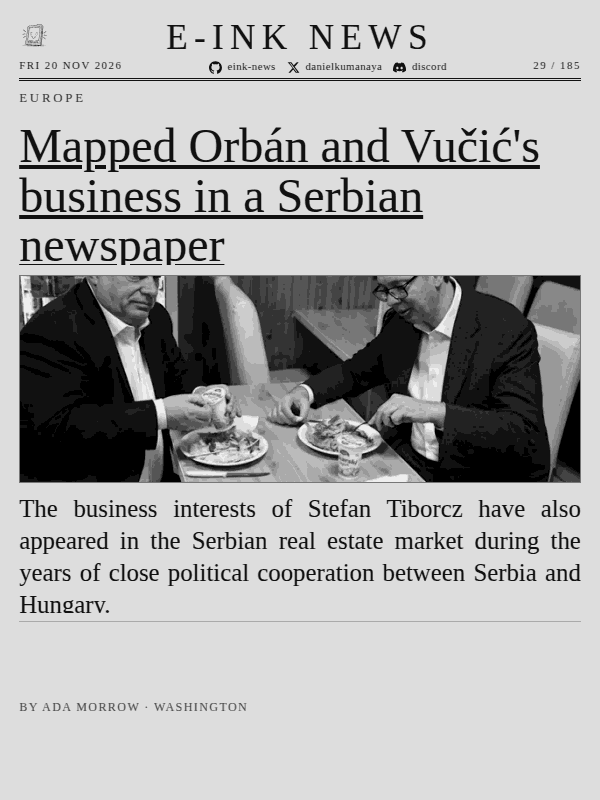 E-INK NEWS
FRI 20 NOV 2026
eink-news
danielkumanaya
discord
29 / 185
EUROPE
Mapped Orbán and Vučić's
business in a Serbian
newspaper
The business interests of Stefan Tiborcz have also
appeared in the Serbian real estate market during the
years of close political cooperation between Serbia and
Hungary.
BY ADA MORROW · WASHINGTON